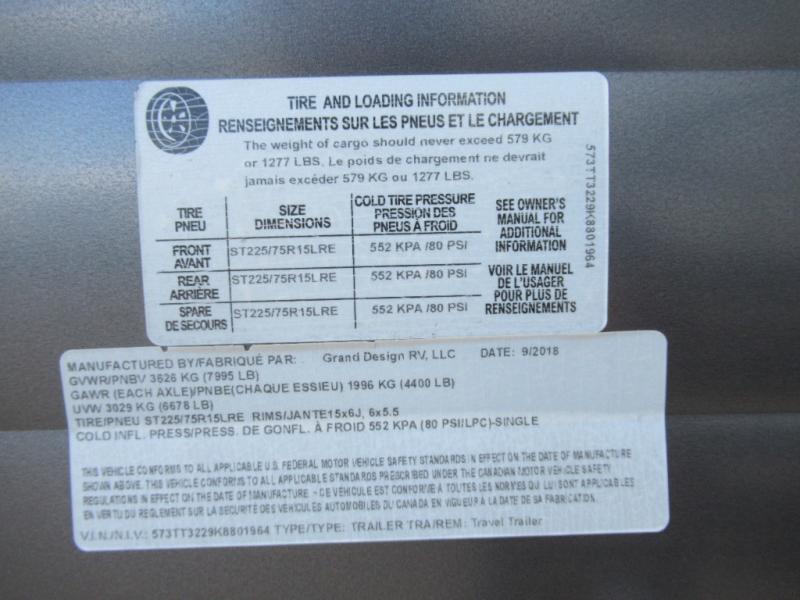 TIRE AND LOADING INFORMATION
RENSEIGNEMENTS SUR LES PNEUS ET LE CHARGEMENT
The weight of cargo should never exceed 579 KG
or 1277 LBS. Le poids de chargement ne devrait
jamais excéder 579 KG ou 1277 LBS.
TIRE
PNEU
SIZE
DIMENSIONS
COLD TIRE PRESSURE
PRESSION DES
PNEUS À FROID
SEE OWNER'S
MANUAL FOR
ADDITIONAL
INFORMATION
FRONT
AVANT
ST225/75R15LRE
552 KPA /80 PSI
REAR
ARRIÈRE
ST225/75R15LRE
552 KPA /80 PSI
VOIR LE MANUEL
DE L'USAGER
POUR PLUS DE
RENSEIGNEMENTS
SPARE
DE SECOURS
ST225/75R15LRE
552 KPA /80 PSI
573TT3229K8801964
MANUFACTURED BY/FABRIQUÉ PAR: Grand Design RV, LLC DATE: 9/2018
GVWR/PNBV 3626 KG (7995 LB)
GAWR (EACH AXLE)/PNBE(CHAQUE ESSIEU) 1996 KG (4400 LB)
UVW 3029 KG (6678 LB)
TIRE/PNEU ST225/75R15LRE RIMS/JANTE15x6J, 6x5.5
COLD INFL. PRESS/PRESS. DE GONFL. À FROID 552 KPA (80 PSI/LPC)-SINGLE
THIS VEHICLE CONFORMS TO ALL APPLICABLE U.S. FEDERAL MOTOR VEHICLE SAFETY STANDARDS IN EFFECT ON THE DATE OF MANUFACTURE
SHOWN ABOVE. THIS VEHICLE CONFORMS TO ALL APPLICABLE STANDARDS PRESCRIBED UNDER THE CANADIAN MOTOR VEHICLE SAFETY
REGULATIONS IN EFFECT ON THE DATE OF MANUFACTURE - CE VEHICULE EST CONFORME À TOUTES LES NORMES QUI LUI SONT APPLICABLES
EN VERTU DU REGLEMENT SUR LA SECURITE DES VÉHICULES AUTOMOBILES DU CANADA EN VIGUEUR À LA DATE DE SA FABRICATION.
V.I.N./N.I.V.: 573TT3229K8801964 TYPE/TYPE: TRAILER TRA/REM: Travel Trailer